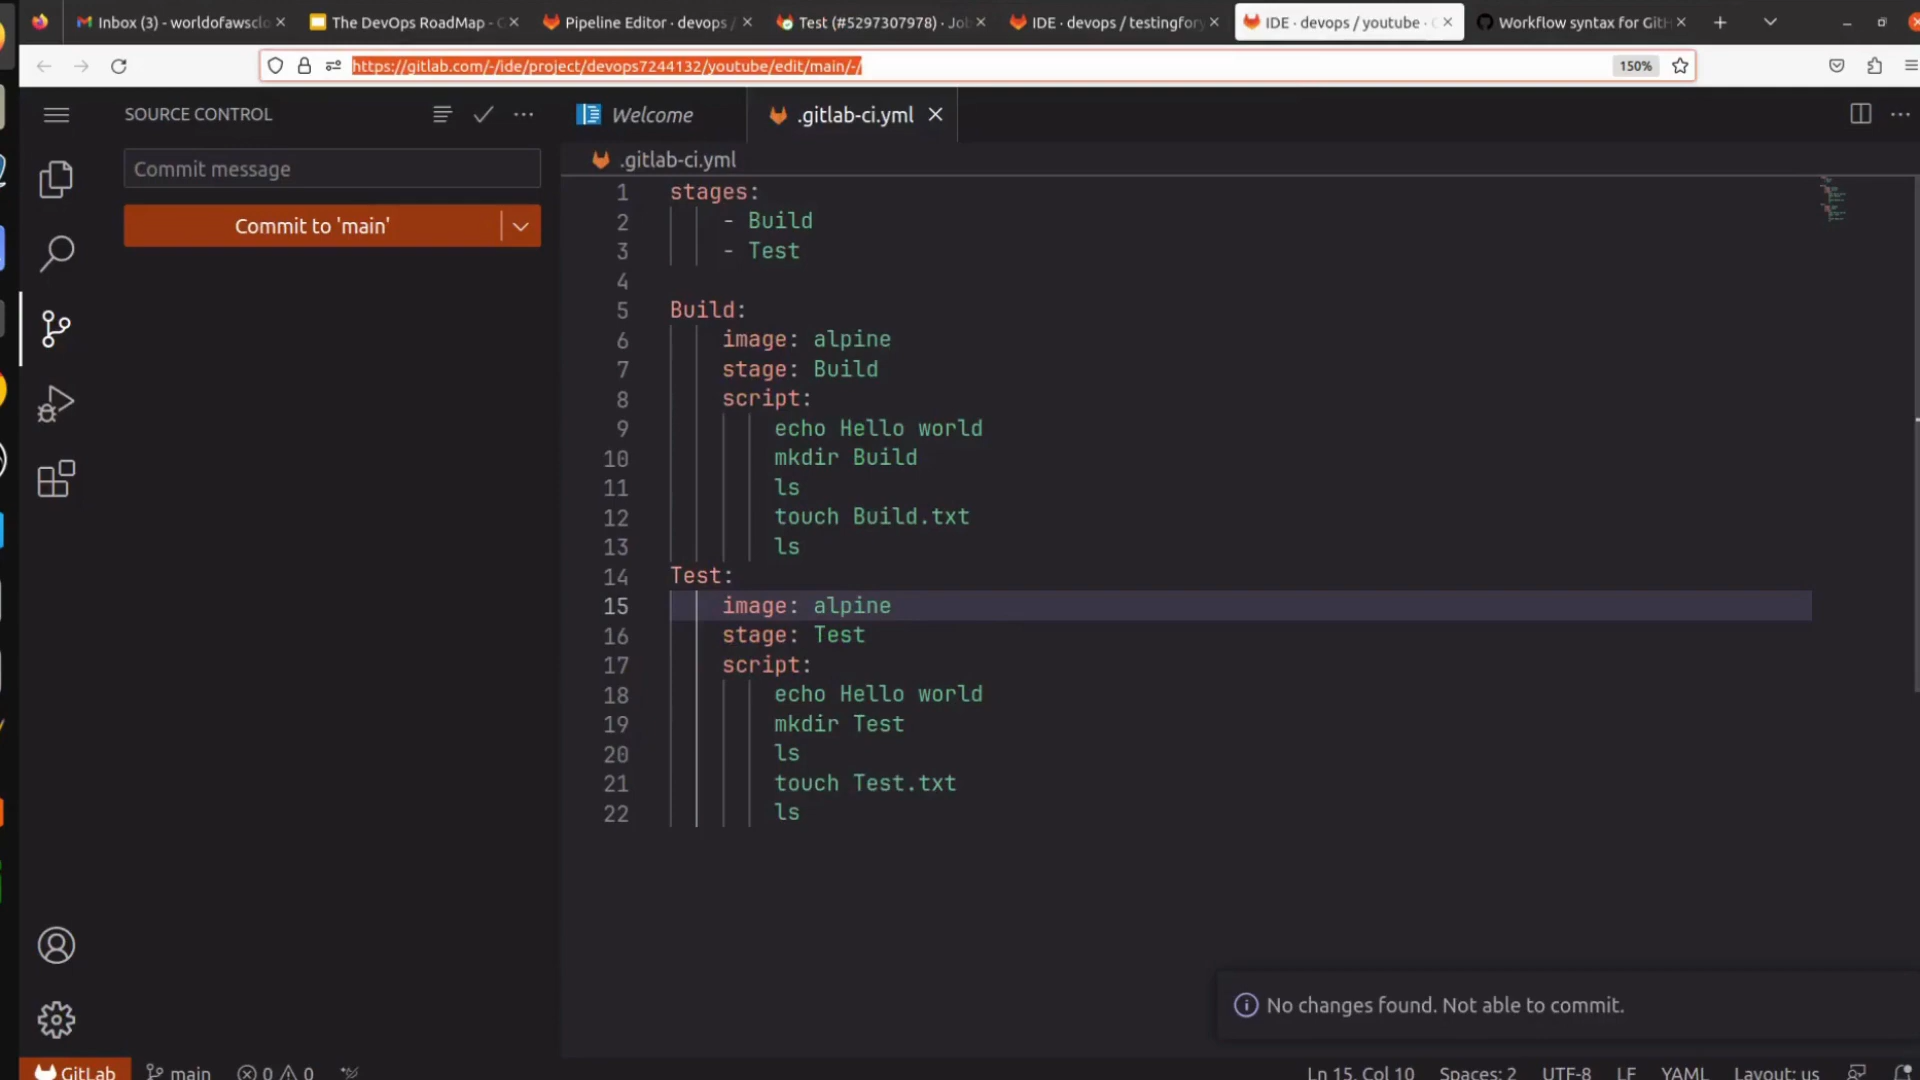 Inbox (3) - worldofawsclo
The DevOps RoadMap - G
Pipeline Editor · devops /
Test (#5297307978) · Job
IDE · devops / testingfory
IDE · devops / youtube · G
Workflow syntax for GitH
https://gitlab.com/-/ide/project/devops7244132/youtube/edit/main/-/
150%
SOURCE CONTROL
Commit message
Commit to 'main'
Welcome
.gitlab-ci.yml
.gitlab-ci.yml
1 stages:
2 - Build
3 - Test
4
5 Build:
6 image: alpine
7 stage: Build
8 script:
9 echo Hello world
10 mkdir Build
11 ls
12 touch Build.txt
13 ls
14 Test:
15 image: alpine
16 stage: Test
17 script:
18 echo Hello world
19 mkdir Test
20 ls
21 touch Test.txt
22 ls
No changes found. Not able to commit.
GitLab main 0 0
Ln 15, Col 10 Spaces: 2 UTF-8 LF YAML Layout: us